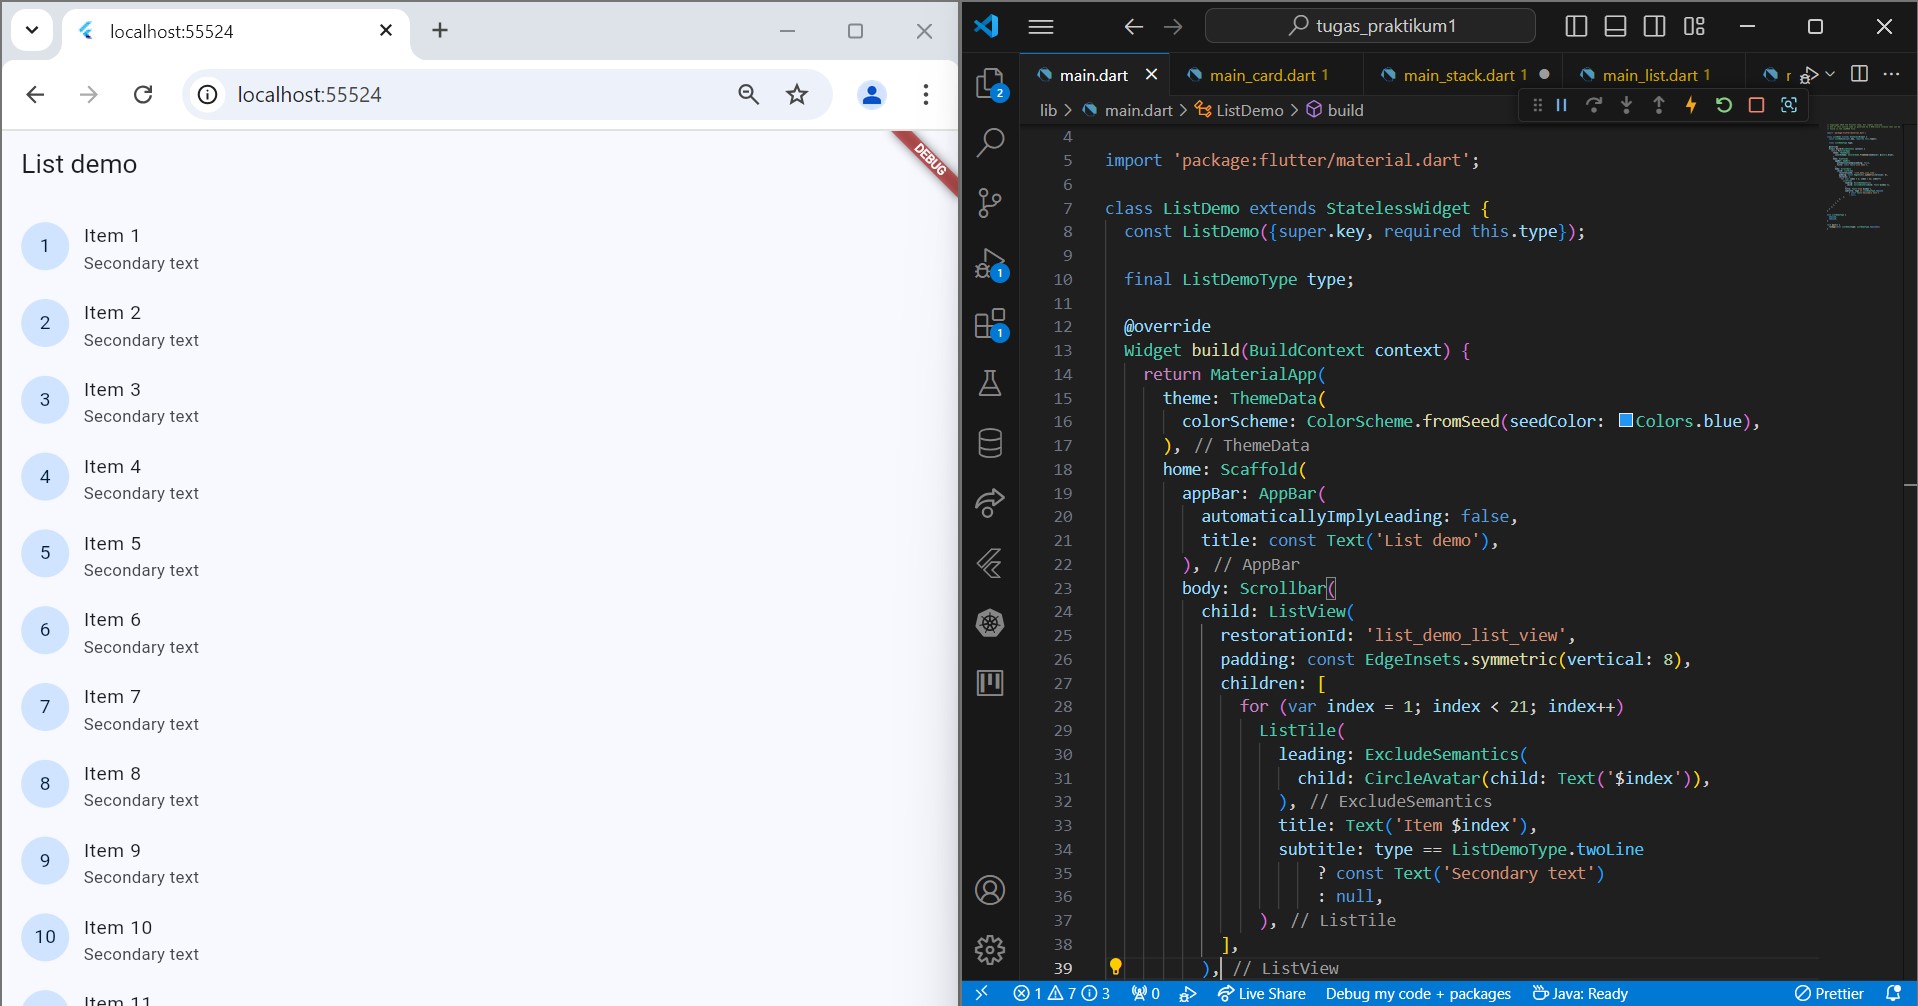 localhost:55524
localhost:55524
List demo
DEBUG
1
Item 1
Secondary text
2
Item 2
Secondary text
3
Item 3
Secondary text
4
Item 4
Secondary text
5
Item 5
Secondary text
6
Item 6
Secondary text
7
Item 7
Secondary text
8
Item 8
Secondary text
9
Item 9
Secondary text
10
Item 10
Secondary text
Item 11
tugas_praktikum1
main.dart
main_card.dart 1
main_stack.dart 1
main_list.dart 1
lib > main.dart > ListDemo > build
2
1
1
4
5 import 'package:flutter/material.dart';
6
7 class ListDemo extends StatelessWidget {
8 const ListDemo({super.key, required this.type});
9
10 final ListDemoType type;
11
12 @override
13 Widget build(BuildContext context) {
14 return MaterialApp(
15 theme: ThemeData(
16 colorScheme: ColorScheme.fromSeed(seedColor: Colors.blue),
17 ), // ThemeData
18 home: Scaffold(
19 appBar: AppBar(
20 automaticallyImplyLeading: false,
21 title: const Text('List demo'),
22 ), // AppBar
23 body: Scrollbar(
24 child: ListView(
25 restorationId: 'list_demo_list_view',
26 padding: const EdgeInsets.symmetric(vertical: 8),
27 children: [
28 for (var index = 1; index < 21; index++)
29 ListTile(
30 leading: ExcludeSemantics(
31 child: CircleAvatar(child: Text('$index')),
32 ), // ExcludeSemantics
33 title: Text('Item $index'),
34 subtitle: type == ListDemoType.twoLine
35 ? const Text('Secondary text')
36 : null,
37 ), // ListTile
38 ],
39 ), // ListView
1 7 3 0 Live Share Debug my code + packages Java: Ready Prettier